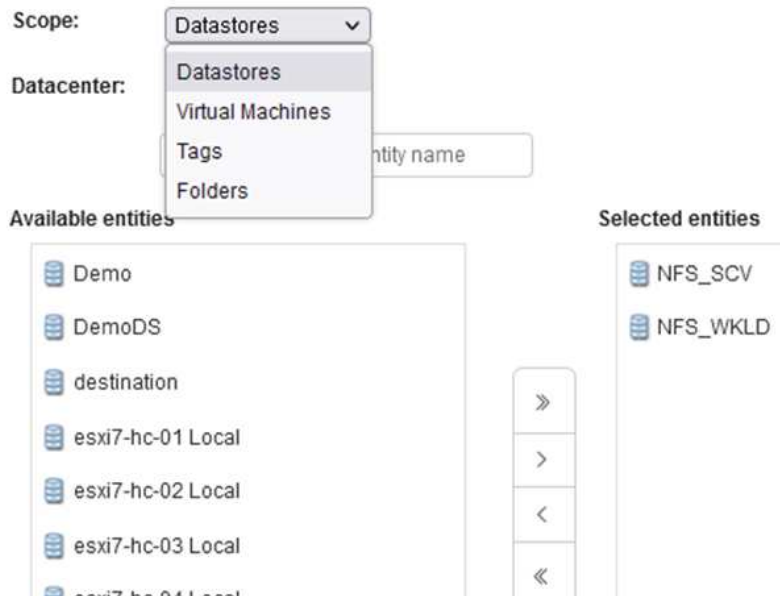 Scope:
Datastores
Datastores
Datacenter:
Virtual Machines
Tags
entity name
Folders
Available entities
Selected entities
Demo
NFS_SCV
DemoDS
NFS_WKLD
destination
esxi7-hc-01 Local
esxi7-hc-02 Local
esxi7-hc-03 Local